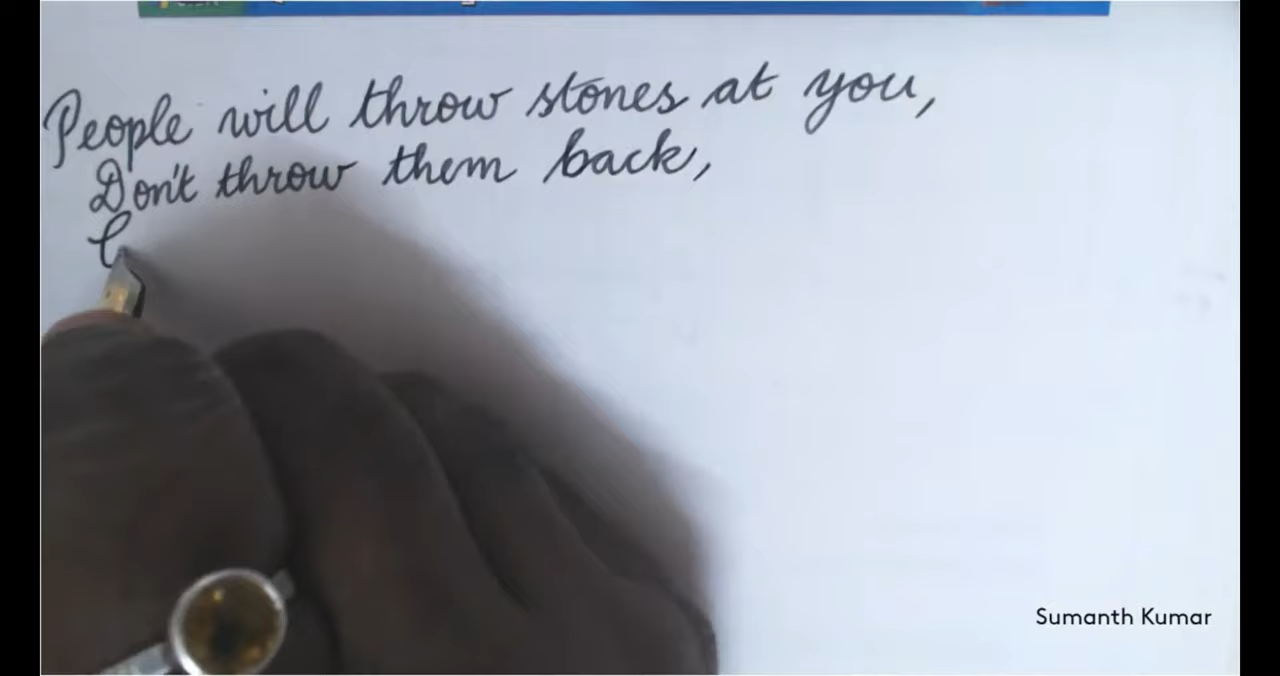 People will throw stones at you,
Don't throw them back,
C
Sumanth Kumar